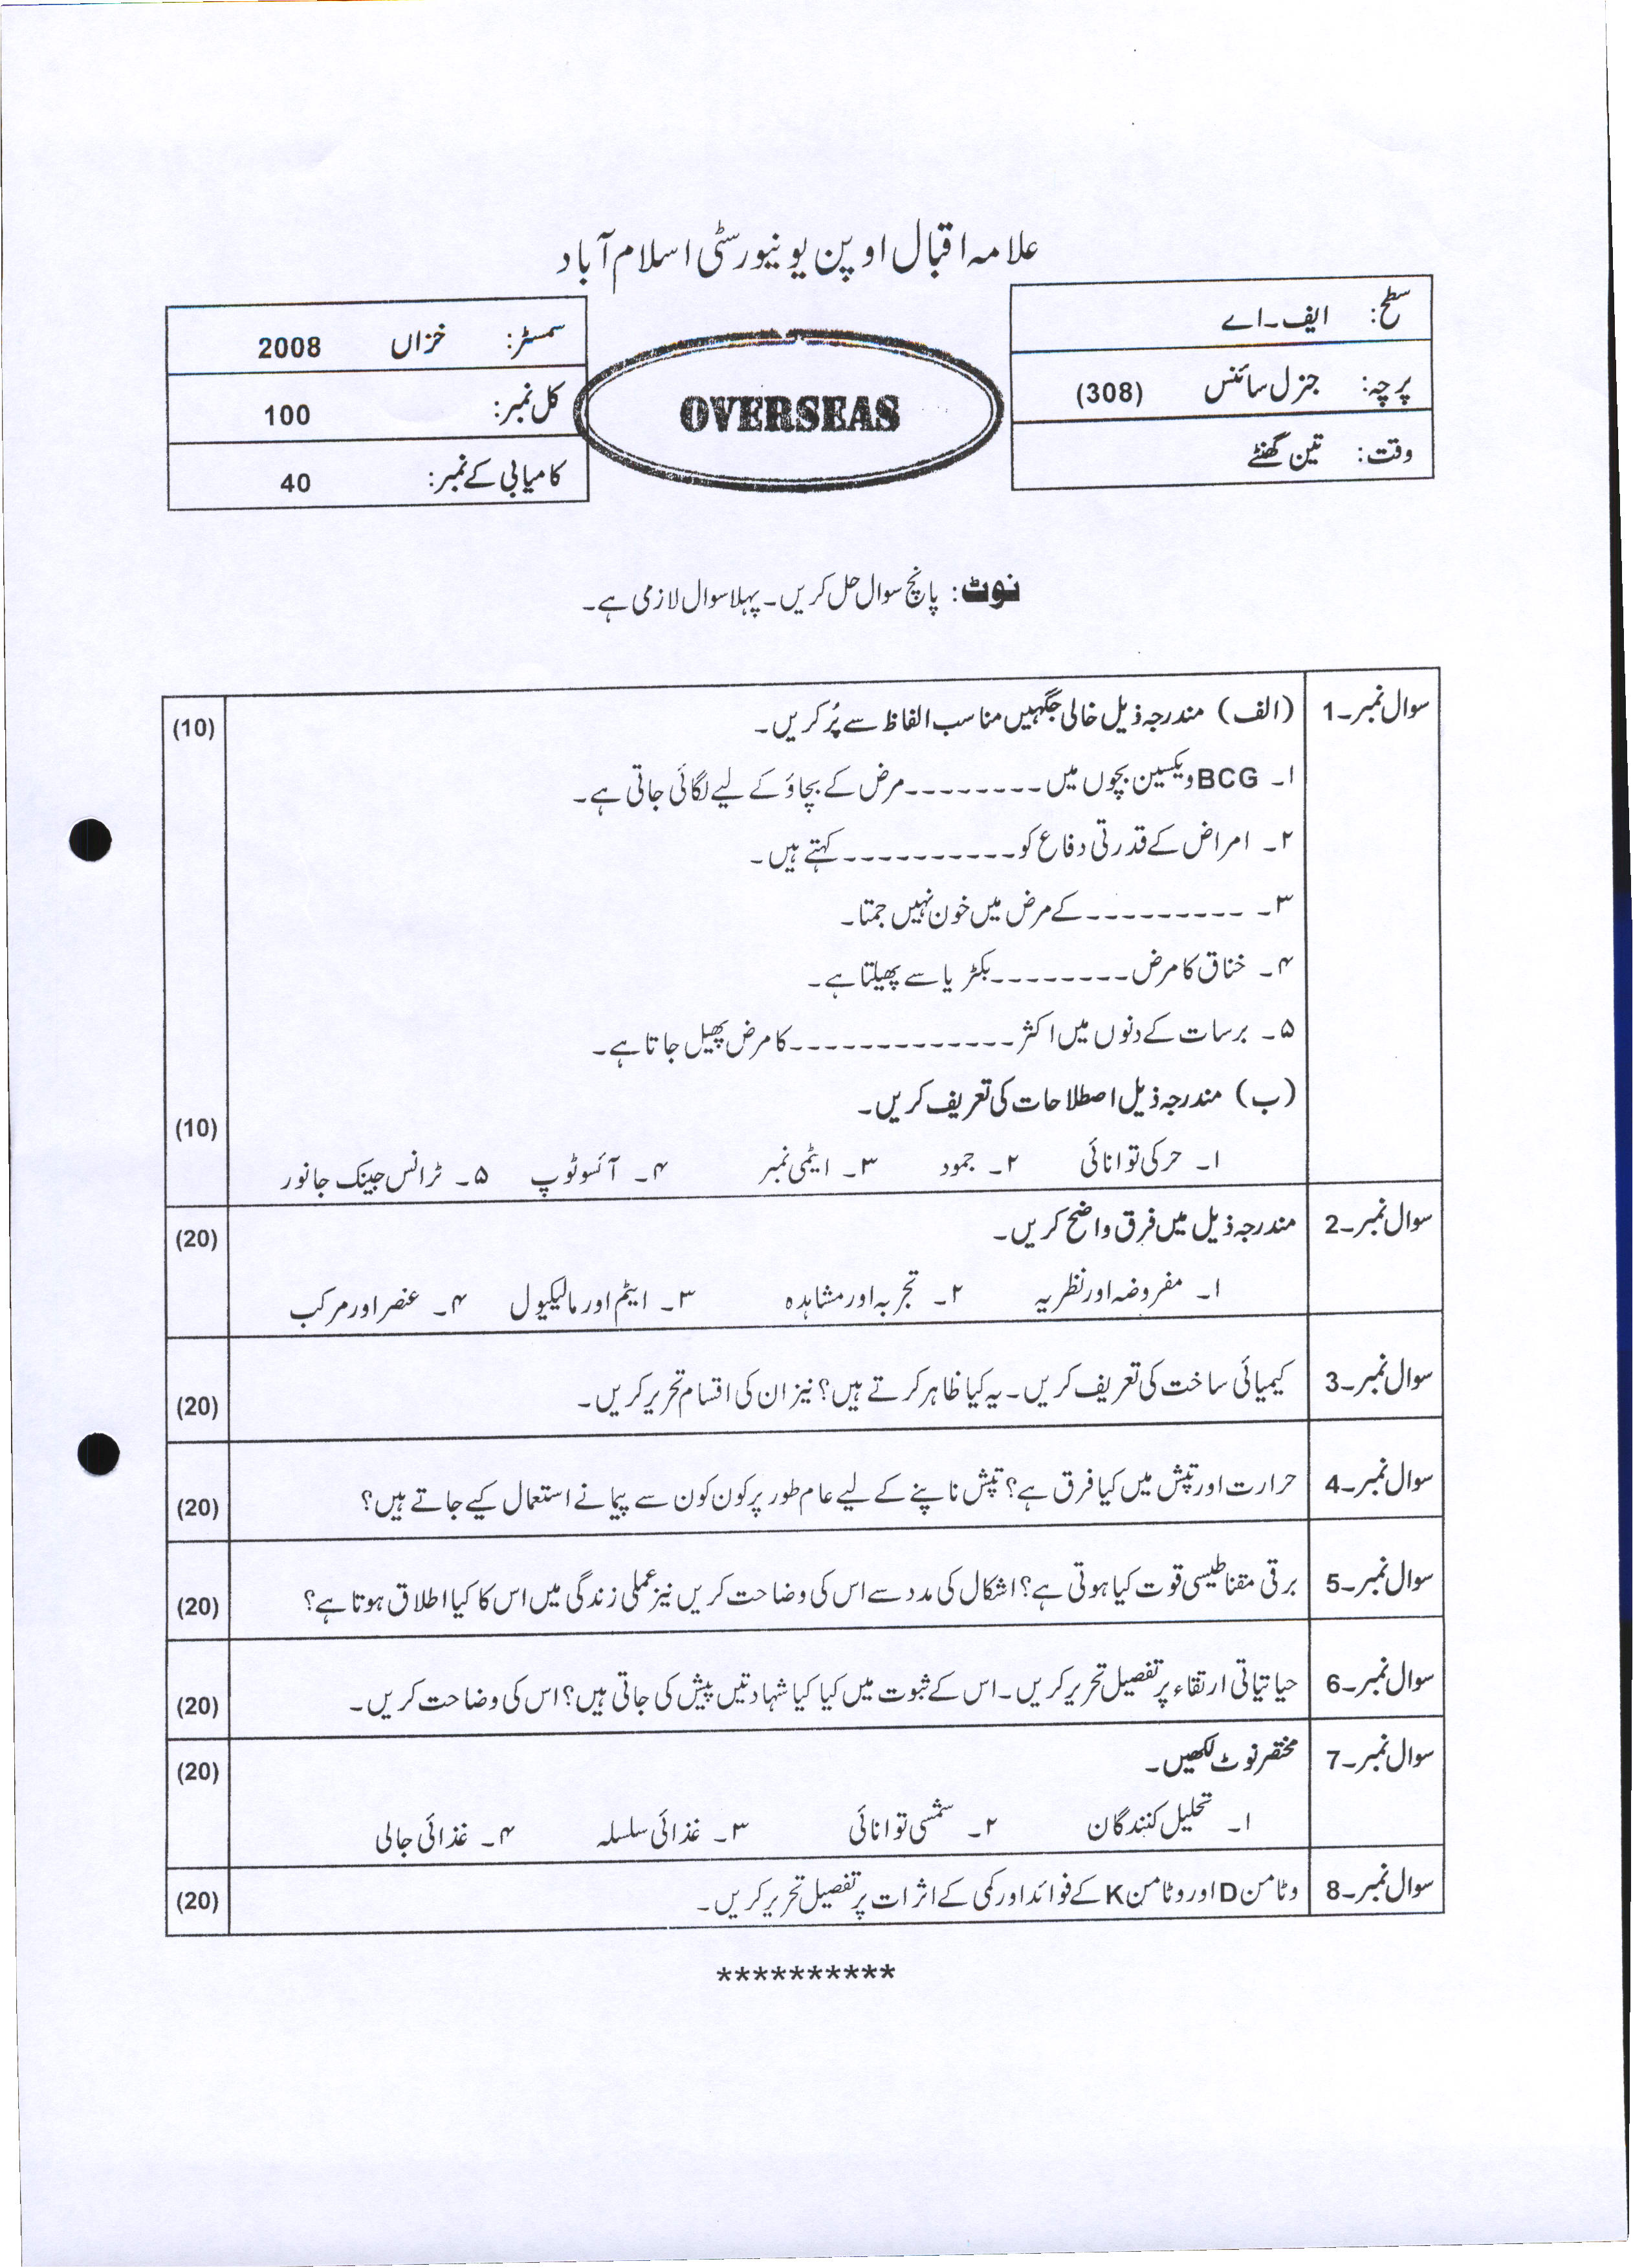 علامہ اقبال اوپن یونیورسٹی اسلام آباد
سطح: ایف۔اے
پرچہ: جنرل سائنس (308)
وقت: تین گھنٹے
OVERSEAS
سمسٹر: خزاں 2008
کل نمبر: 100
کامیابی کے نمبر: 40
نوٹ: پانچ سوال حل کریں۔ پہلا سوال لازمی ہے۔
سوال نمبر۔1 (الف) مندرجہ ذیل خالی جگہیں مناسب الفاظ سے پُر کریں۔ (10)
۱۔ BCG ویکسین بچوں میں --------مرض کے بچاؤ کے لیے لگائی جاتی ہے۔
۲۔ امراض کے قدرتی دفاع کو ---------- کہتے ہیں۔
۳۔ ---------کے مرض میں خون نہیں جمتا۔
۴۔ خناق کا مرض --------بکٹریا سے پھیلتا ہے۔
۵۔ برسات کے دنوں میں اکثر -------------کا مرض پھیل جاتا ہے۔
(ب) مندرجہ ذیل اصطلاحات کی تعریف کریں۔ (10)
۱۔ حرکی توانائی ۲۔ جمود ۳۔ ایٹمی نمبر ۴۔ آئسوٹوپ ۵۔ ٹرانس جینک جانور
سوال نمبر۔2 مندرجہ ذیل میں فرق واضح کریں۔ (20)
۱۔ مفروضہ اور نظریہ ۲۔ تجربہ اور مشاہدہ ۳۔ ایٹم اور مالیکیول ۴۔ عنصر اور مرکب
سوال نمبر۔3 کیمیائی ساخت کی تعریف کریں۔ یہ کیا ظاہر کرتے ہیں؟ نیز ان کی اقسام تحریر کریں۔ (20)
سوال نمبر۔4 حرارت اور تپش میں کیا فرق ہے؟ تپش ناپنے کے لیے عام طور پر کون کون سے پیمانے استعمال کیے جاتے ہیں؟ (20)
سوال نمبر۔5 برقی مقناطیسی قوت کیا ہوتی ہے؟ اشکال کی مدد سے اس کی وضاحت کریں نیز عملی زندگی میں اس کا کیا اطلاق ہوتا ہے؟ (20)
سوال نمبر۔6 حیاتیاتی ارتقاء پر تفصیل تحریر کریں۔ اس کے ثبوت میں کیا کیا شہادتیں پیش کی جاتی ہیں؟ اس کی وضاحت کریں۔ (20)
سوال نمبر۔7 مختصر نوٹ لکھیں۔ (20)
۱۔ تحلیل کنندگان ۲۔ شمسی توانائی ۳۔ غذائی سلسلہ ۴۔ غذائی جالی
سوال نمبر۔8 وٹامن D اور وٹامن K کے فوائد اور کمی کے اثرات پر تفصیل تحریر کریں۔ (20)
**********